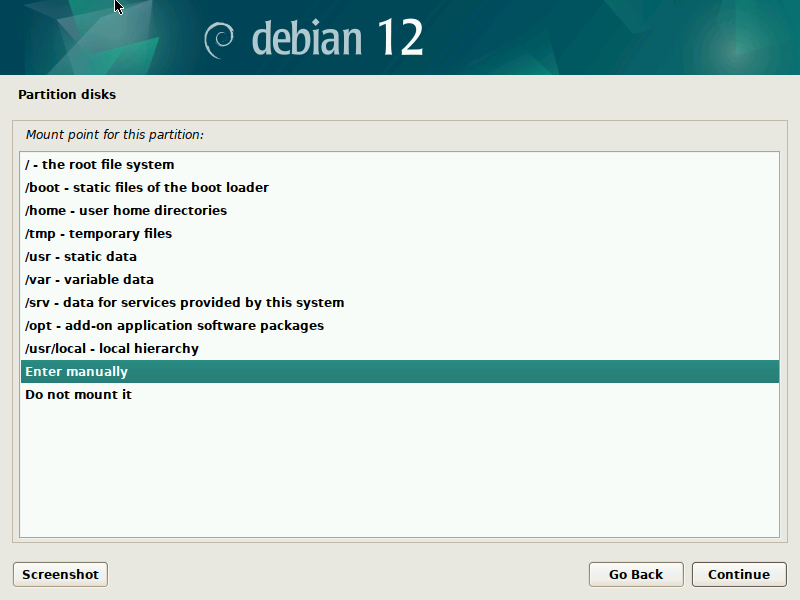 debian 12
Partition disks
Mount point for this partition:
/ - the root file system
/boot - static files of the boot loader
/home - user home directories
/tmp - temporary files
/usr - static data
/var - variable data
/srv - data for services provided by this system
/opt - add-on application software packages
/usr/local - local hierarchy
Enter manually
Do not mount it
Screenshot Go Back Continue